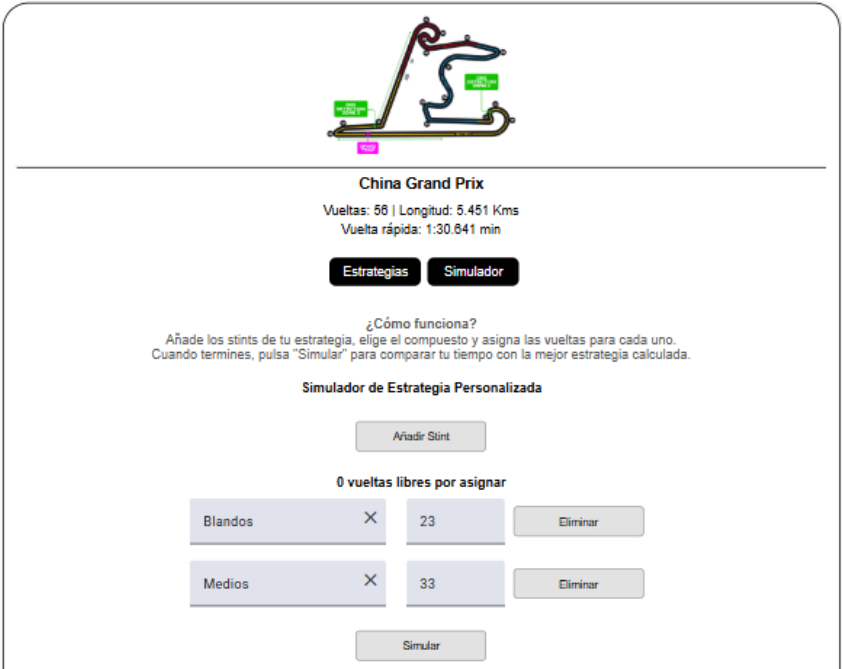 China Grand Prix
Vueltas: 56 | Longitud: 5.451 Kms
Vuelta rápida: 1:30.641 min
Estrategias
Simulador
¿Cómo funciona?
Añade los stints de tu estrategia, elige el compuesto y asigna las vueltas para cada uno.
Cuando termines, pulsa "Simular" para comparar tu tiempo con la mejor estrategia calculada.
Simulador de Estrategia Personalizada
Añadir Stint
0 vueltas libres por asignar
Blandos
23
Eliminar
Medios
33
Eliminar
Simular